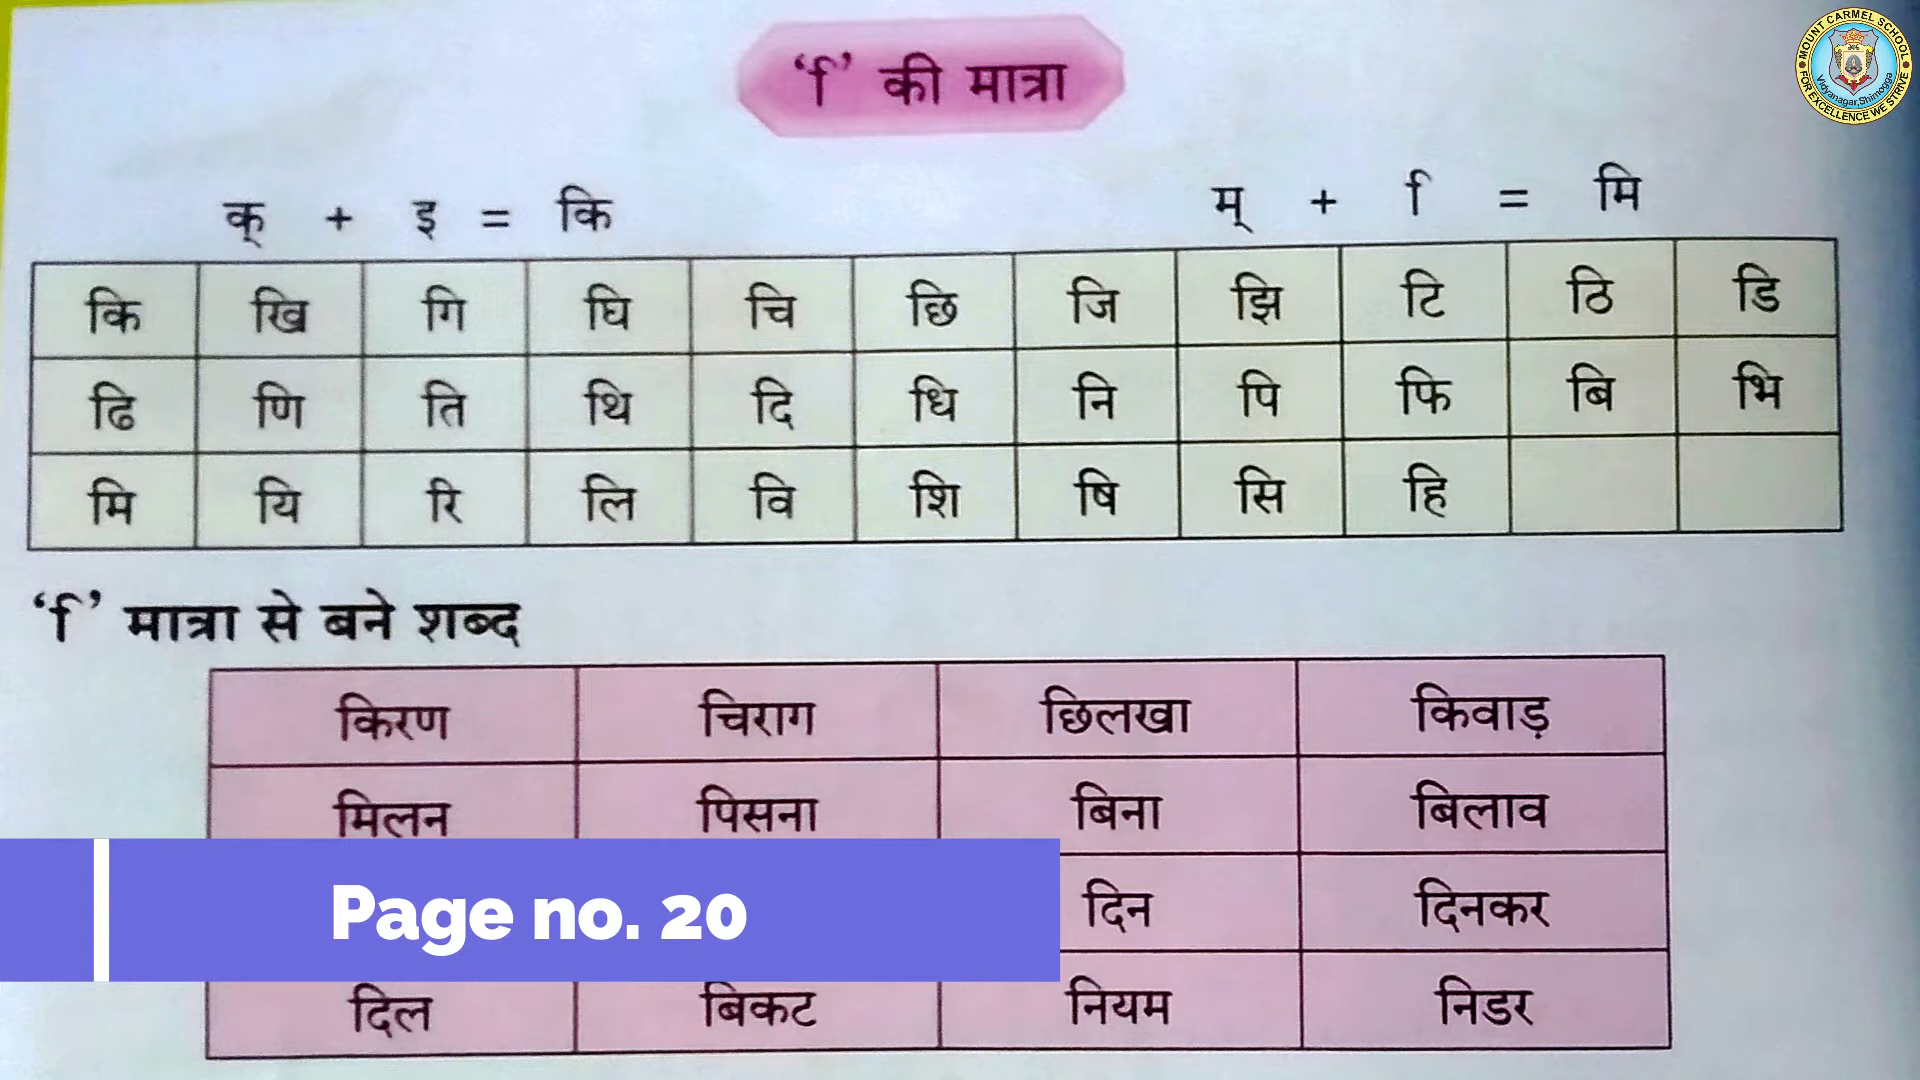 ‘ि’ की मात्रा
क् + इ = कि म् + ि = मि
कि खि गि घि चि छि जि झि टि ठि डि
ढि णि ति थि दि धि नि पि फि बि भि
मि यि रि लि वि शि षि सि हि
‘ि’ मात्रा से बने शब्द
किरण चिराग छिलखा किवाड़
मिलन पिसना बिना बिलाव
दिन दिनकर
दिल बिकट नियम निडर
Page no. 20
MOUNT CARMEL SCHOOL
Vidyanagar, Shimogga
FOR EXCELLENCE WE STRIVE